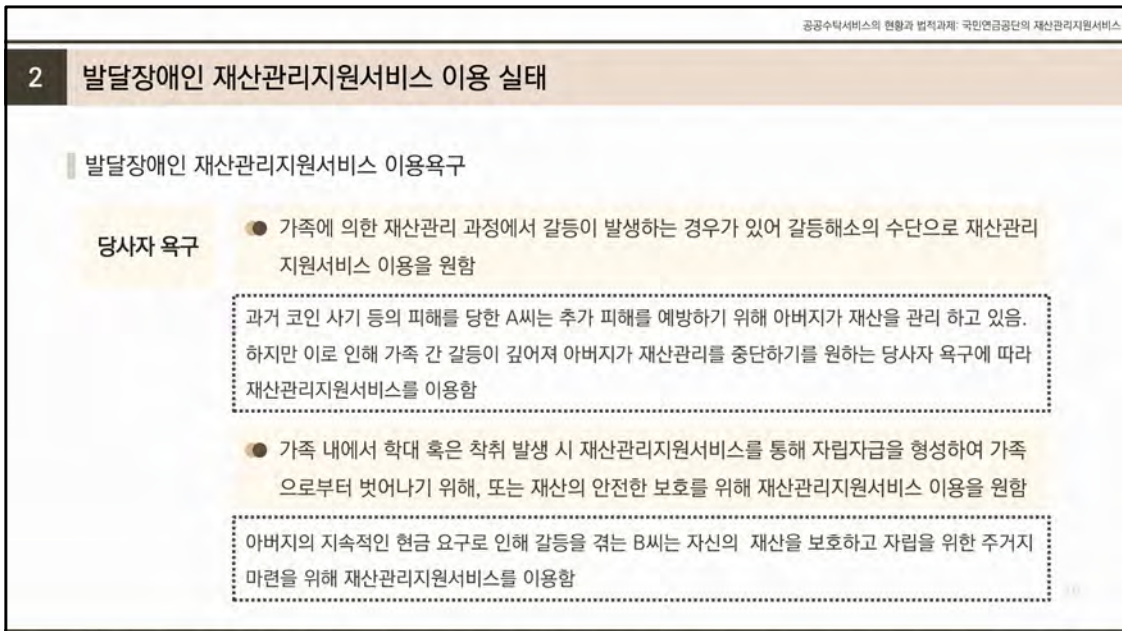 공공수탁서비스의 현황과 법적과제: 국민연금공단의 재산관리지원서비스
2 발달장애인 재산관리지원서비스 이용 실태
발달장애인 재산관리지원서비스 이용욕구
당사자 욕구
가족에 의한 재산관리 과정에서 갈등이 발생하는 경우가 있어 갈등해소의 수단으로 재산관리
지원서비스 이용을 원함
과거 코인 사기 등의 피해를 당한 A씨는 추가 피해를 예방하기 위해 아버지가 재산을 관리 하고 있음.
하지만 이로 인해 가족 간 갈등이 깊어져 아버지가 재산관리를 중단하기를 원하는 당사자 욕구에 따라
재산관리지원서비스를 이용함
가족 내에서 학대 혹은 착취 발생 시 재산관리지원서비스를 통해 자립자급을 형성하여 가족
으로부터 벗어나기 위해, 또는 재산의 안전한 보호를 위해 재산관리지원서비스 이용을 원함
아버지의 지속적인 현금 요구로 인해 갈등을 겪는 B씨는 자신의 재산을 보호하고 자립을 위한 주거지
마련을 위해 재산관리지원서비스를 이용함